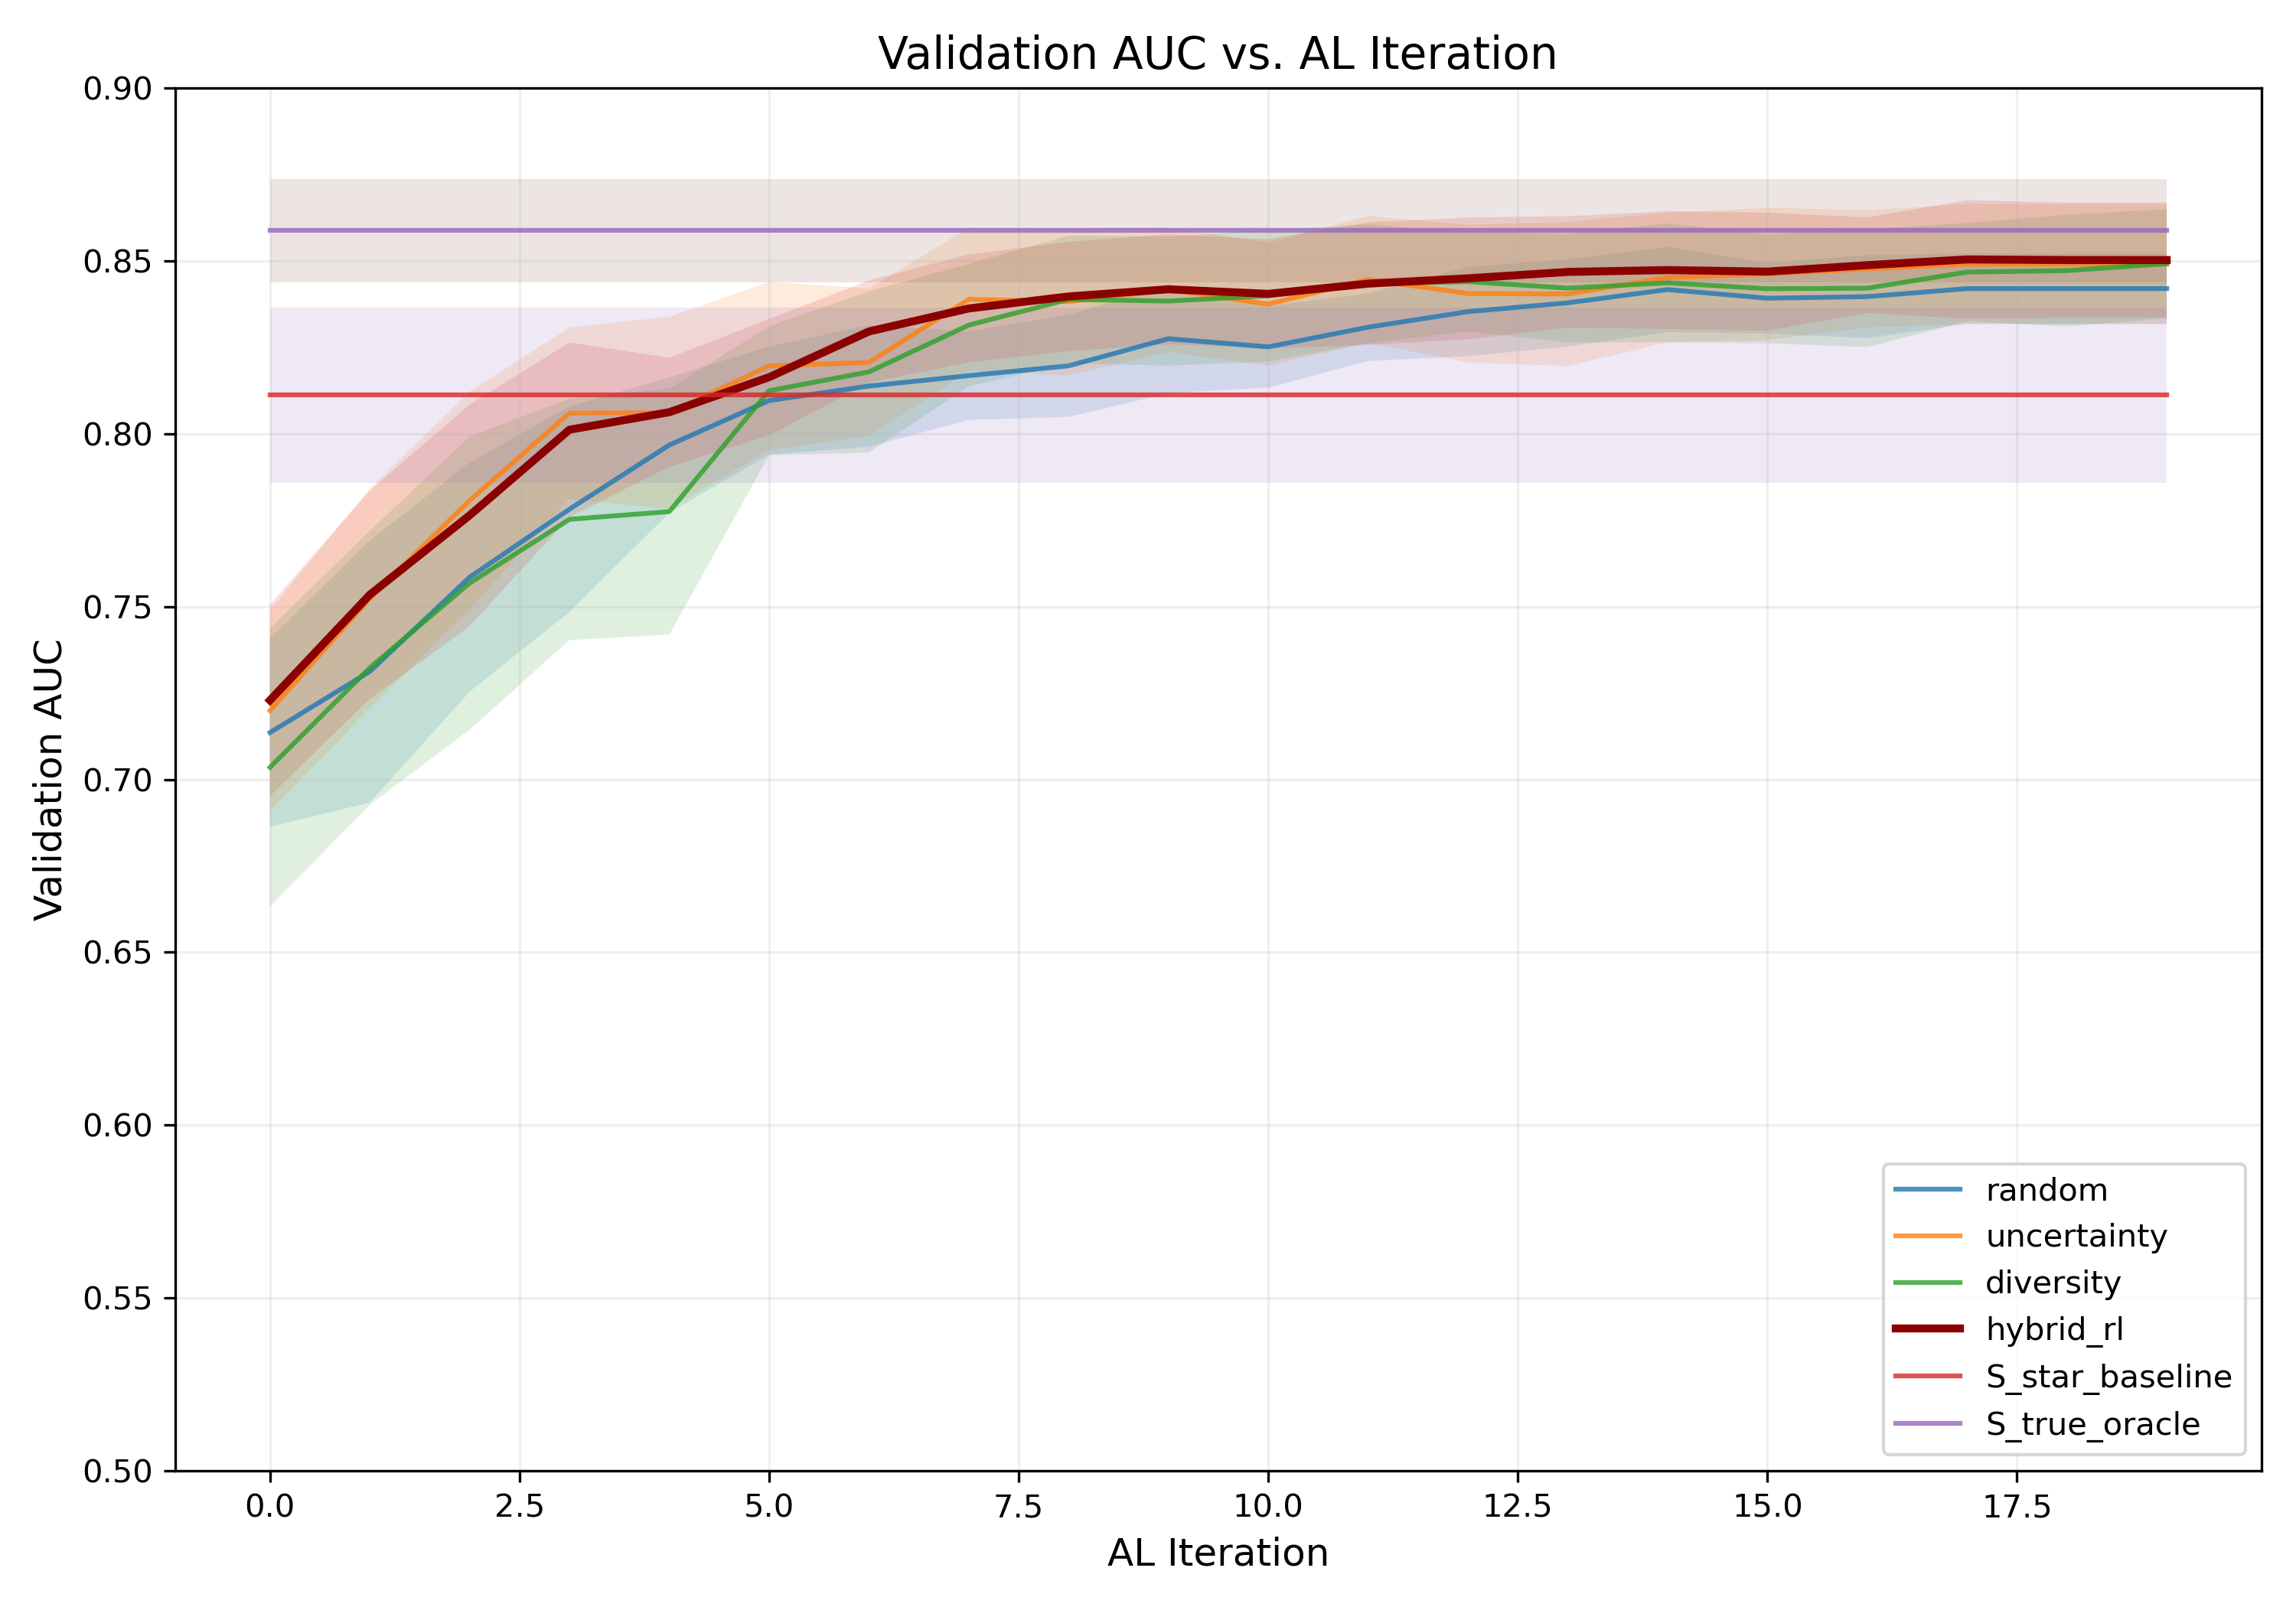 Validation AUC vs. AL Iteration
0.90
0.85
0.80
0.75
0.70
0.65
0.60
0.55
0.50
Validation AUC
0.0 2.5 5.0 7.5 10.0 12.5 15.0 17.5
AL Iteration
random
uncertainty
diversity
hybrid_rl
S_star_baseline
S_true_oracle